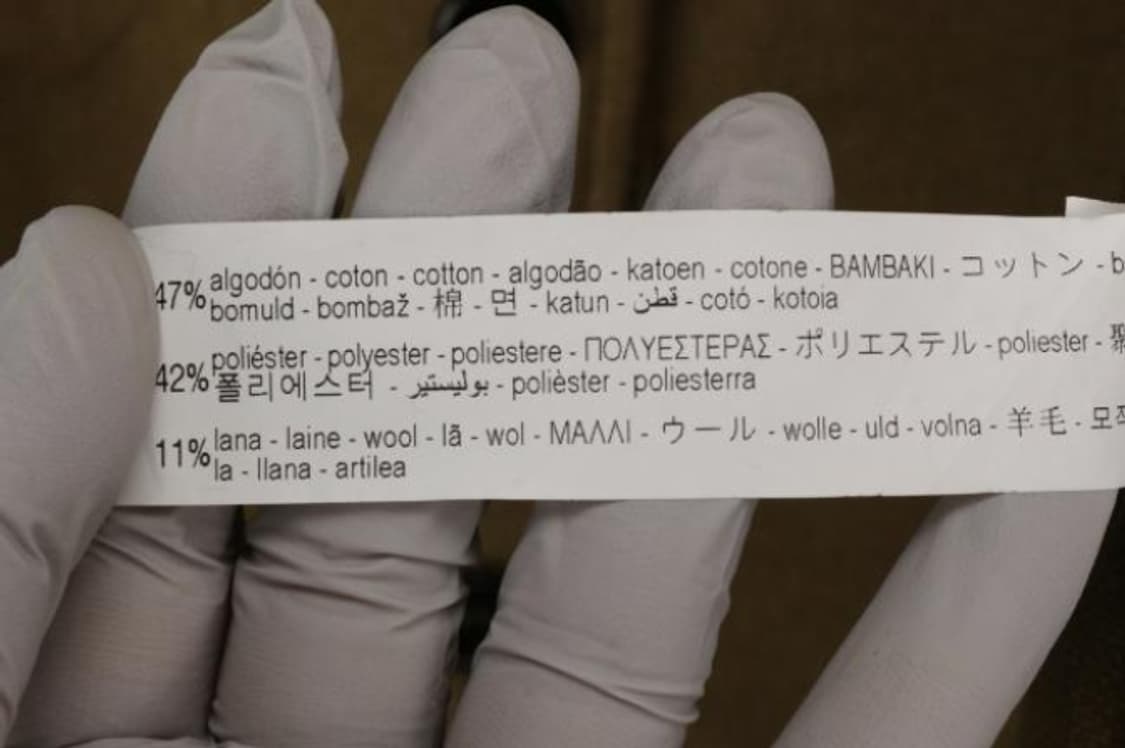 47% algodón - coton - cotton - algodão - katoen - cotone - BAMBAKI - コットン -
bomuld - bombaž - 棉 - 면 - katun - قطن - cotó - kotoia
42% poliéster - polyester - poliestere - ΠΟΛΥΕΣΤΕΡΑΣ - ポリエステル - poliester -
폴리에스터 - بوليستير - polièster - poliesterra
11% lana - laine - wool - lã - wol - ΜΑΛΛΙ - ウール - wolle - uld - volna - 羊毛 -
la - llana - artilea